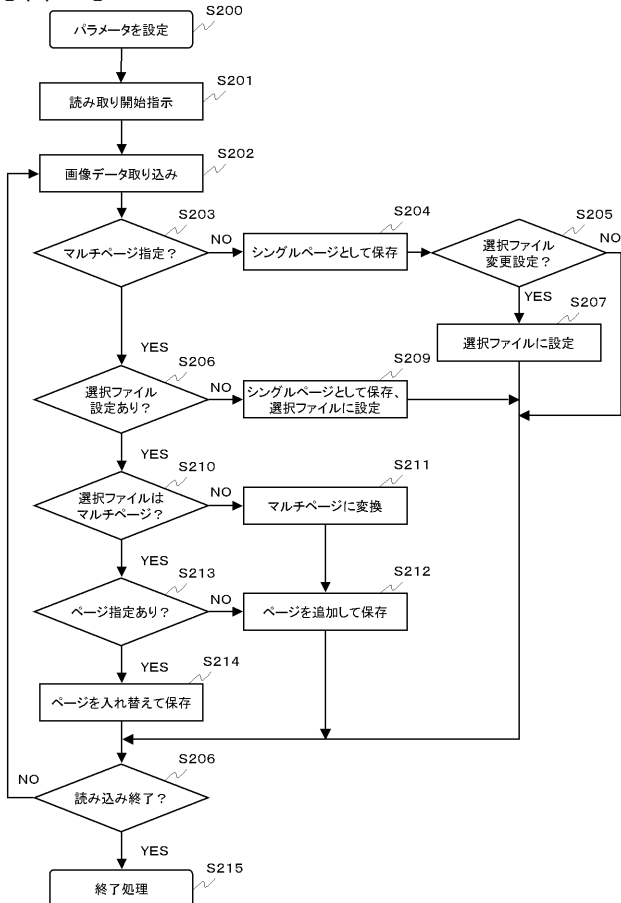 S200
パラメータを設定
S201
読み取り開始指示
S202
画像データ取り込み
S203
マルチページ指定？
NO
S204
シングルページとして保存
S205
選択ファイル
変更設定？
NO
YES
S207
選択ファイルに設定
YES
S206
選択ファイル
設定あり？
NO
S209
シングルページとして保存、
選択ファイルに設定
YES
S210
選択ファイルは
マルチページ？
NO
S211
マルチページに変換
YES
S213
ページ指定あり？
NO
S212
ページを追加して保存
YES
S214
ページを入れ替えて保存
S206
読み込み終了？
NO
YES
S215
終了処理